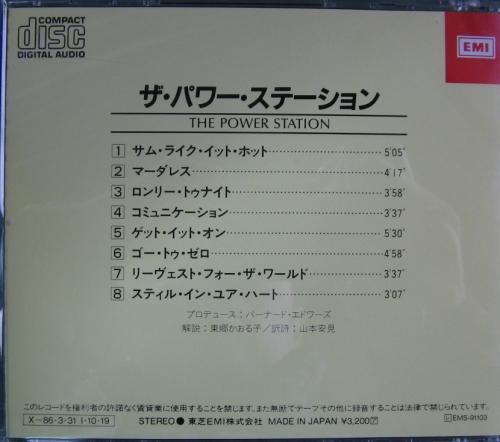 COMPACT
disc
DIGITAL AUDIO
EMI
ザ・パワー・ステーション
THE POWER STATION
1 サム・ライク・イット・ホット 5'05"
2 マーダレス 4'17"
3 ロンリー・トゥナイト 3'58"
4 コミュニケーション 3'37"
5 ゲット・イット・オン 5'30"
6 ゴー・トゥ・ゼロ 4'58"
7 リーヴェスト・フォー・ザ・ワールド 3'37"
8 スティル・イン・ユア・ハート 3'07"
プロデュース:バーナード・エドワーズ
解説:東郷かおる子/訳詩:山本安見
このレコードを権利者の許諾なく賃貸業に使用することを禁じます。また無断でテープその他に録音することは法律で禁じられています。
X-86・3・31 I・10・19
STEREO● 東芝EMI株式会社 MADE IN JAPAN ¥3,200
EMS-91103